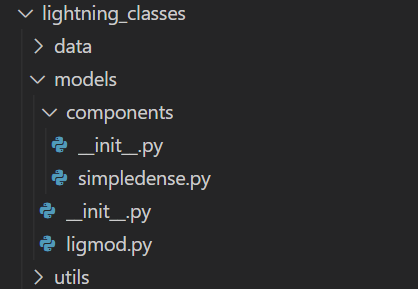 lightning_classes
data
models
components
__init__.py
simpledense.py
__init__.py
ligmod.py
utils